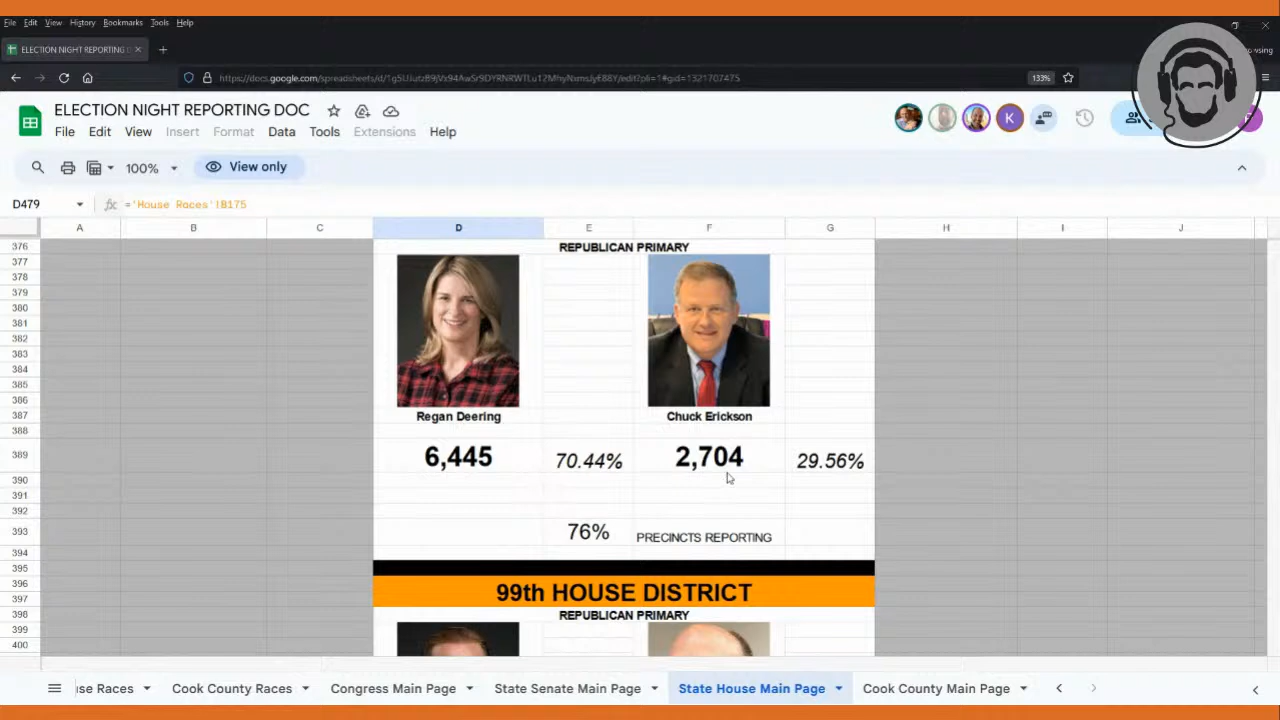 File Edit View History Bookmarks Tools Help
ELECTION NIGHT REPORTING
133%
ELECTION NIGHT REPORTING DOC
File Edit View Insert Format Data Tools Extensions Help
K
100% View only
D479 fx ='House Races'!B175
A B C D E F G H I J
376 REPUBLICAN PRIMARY
377
378
379
380
381
382
383
384
385
386
387 Regan Deering Chuck Erickson
388
389 6,445 70.44% 2,704 29.56%
390
391
392
393 76% PRECINCTS REPORTING
394
395
396 99th HOUSE DISTRICT
397
398 REPUBLICAN PRIMARY
399
400
use Races Cook County Races Congress Main Page State Senate Main Page State House Main Page Cook County Main Page